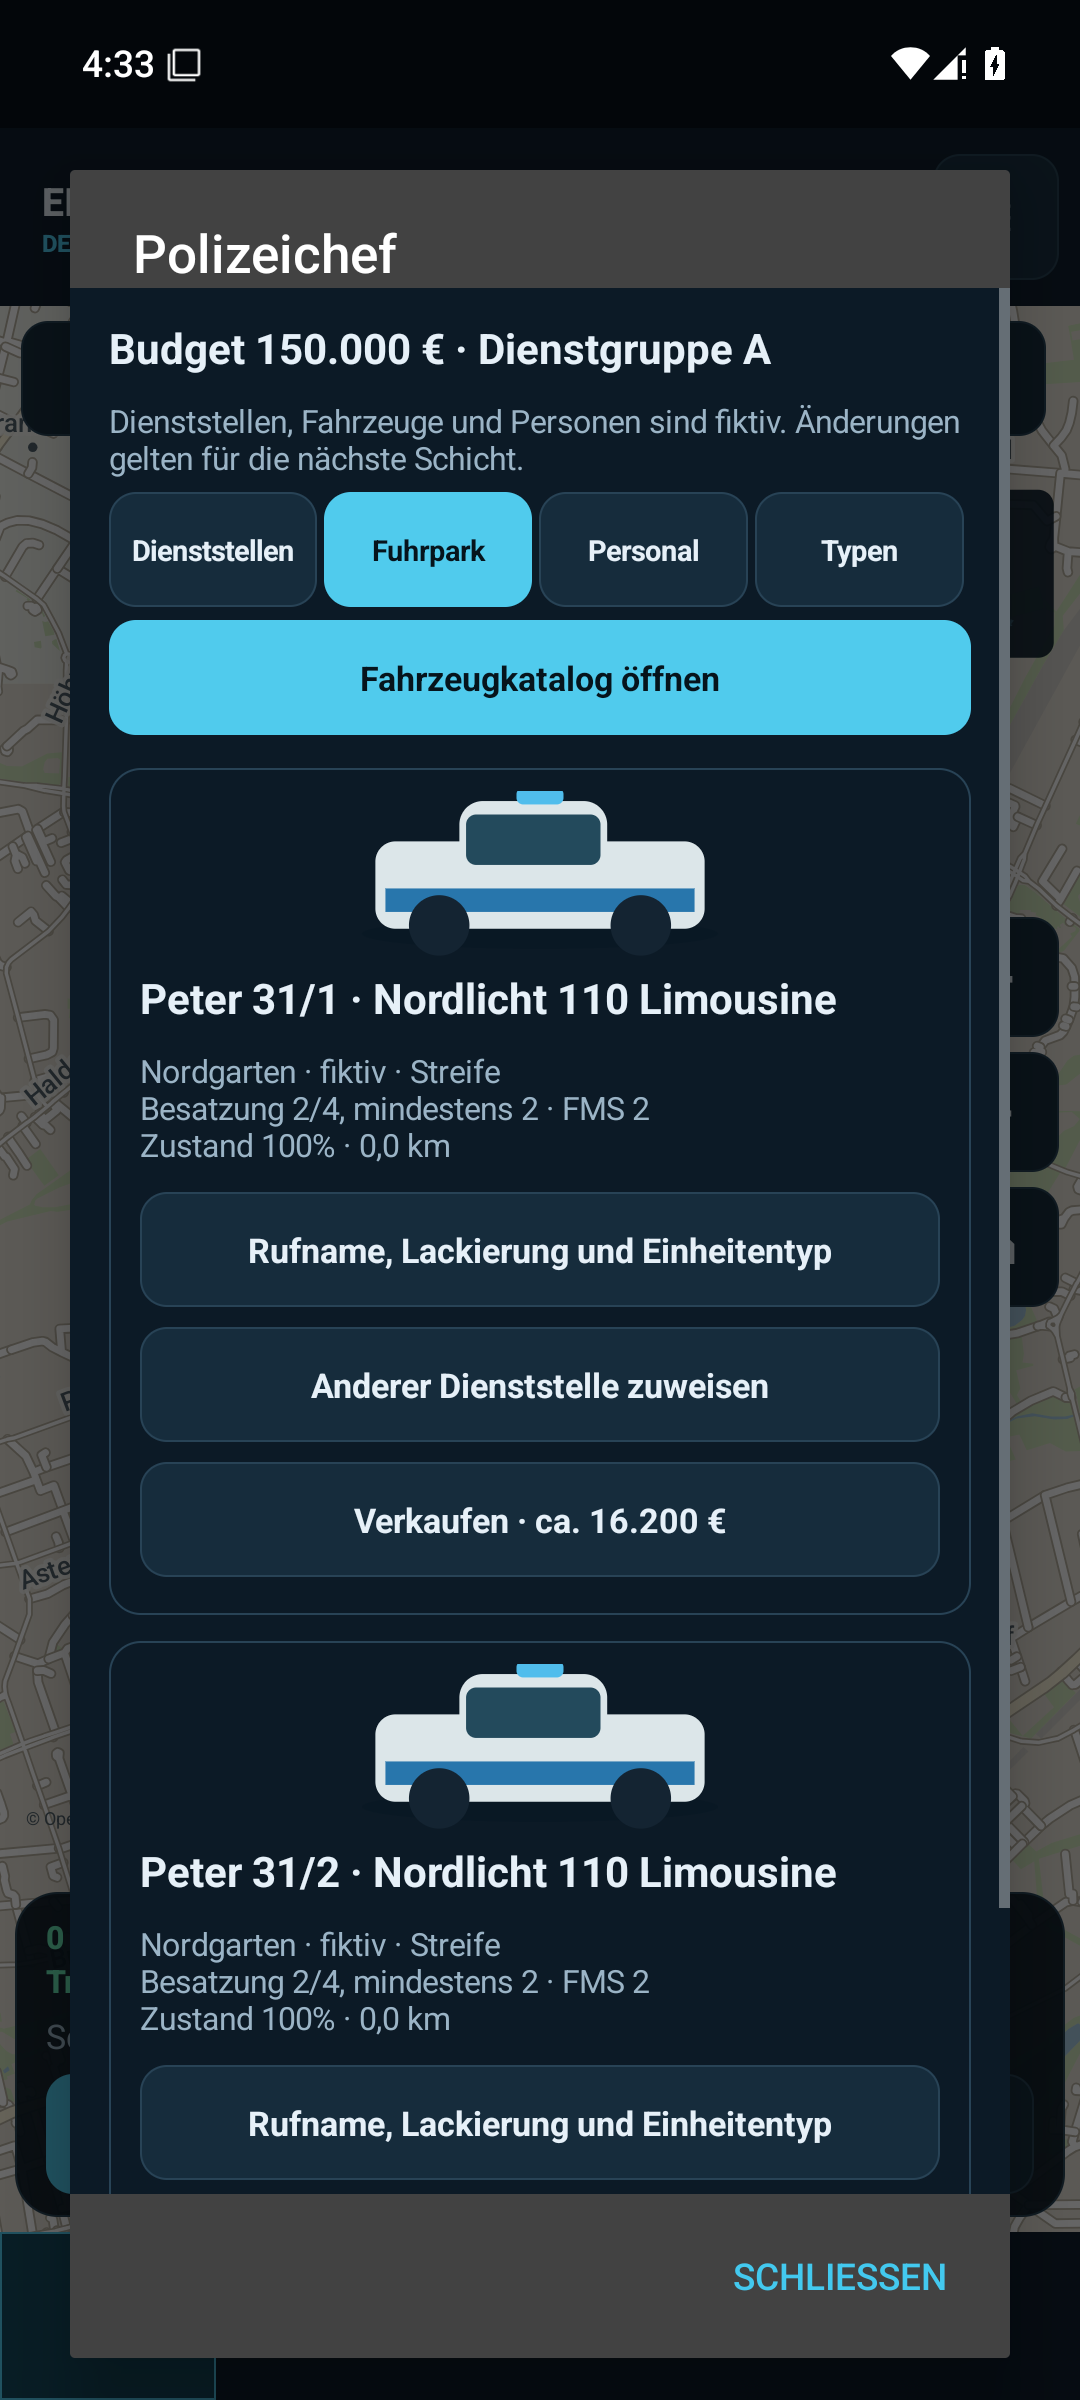 4:33
Polizeichef
Budget 150.000 € · Dienstgruppe A
Dienststellen, Fahrzeuge und Personen sind fiktiv. Änderungen
gelten für die nächste Schicht.
Dienststellen
Fuhrpark
Personal
Typen
Fahrzeugkatalog öffnen
Peter 31/1 · Nordlicht 110 Limousine
Nordgarten · fiktiv · Streife
Besatzung 2/4, mindestens 2 · FMS 2
Zustand 100% · 0,0 km
Rufname, Lackierung und Einheitentyp
Anderer Dienststelle zuweisen
Verkaufen · ca. 16.200 €
Peter 31/2 · Nordlicht 110 Limousine
Nordgarten · fiktiv · Streife
Besatzung 2/4, mindestens 2 · FMS 2
Zustand 100% · 0,0 km
Rufname, Lackierung und Einheitentyp
SCHLIESSEN